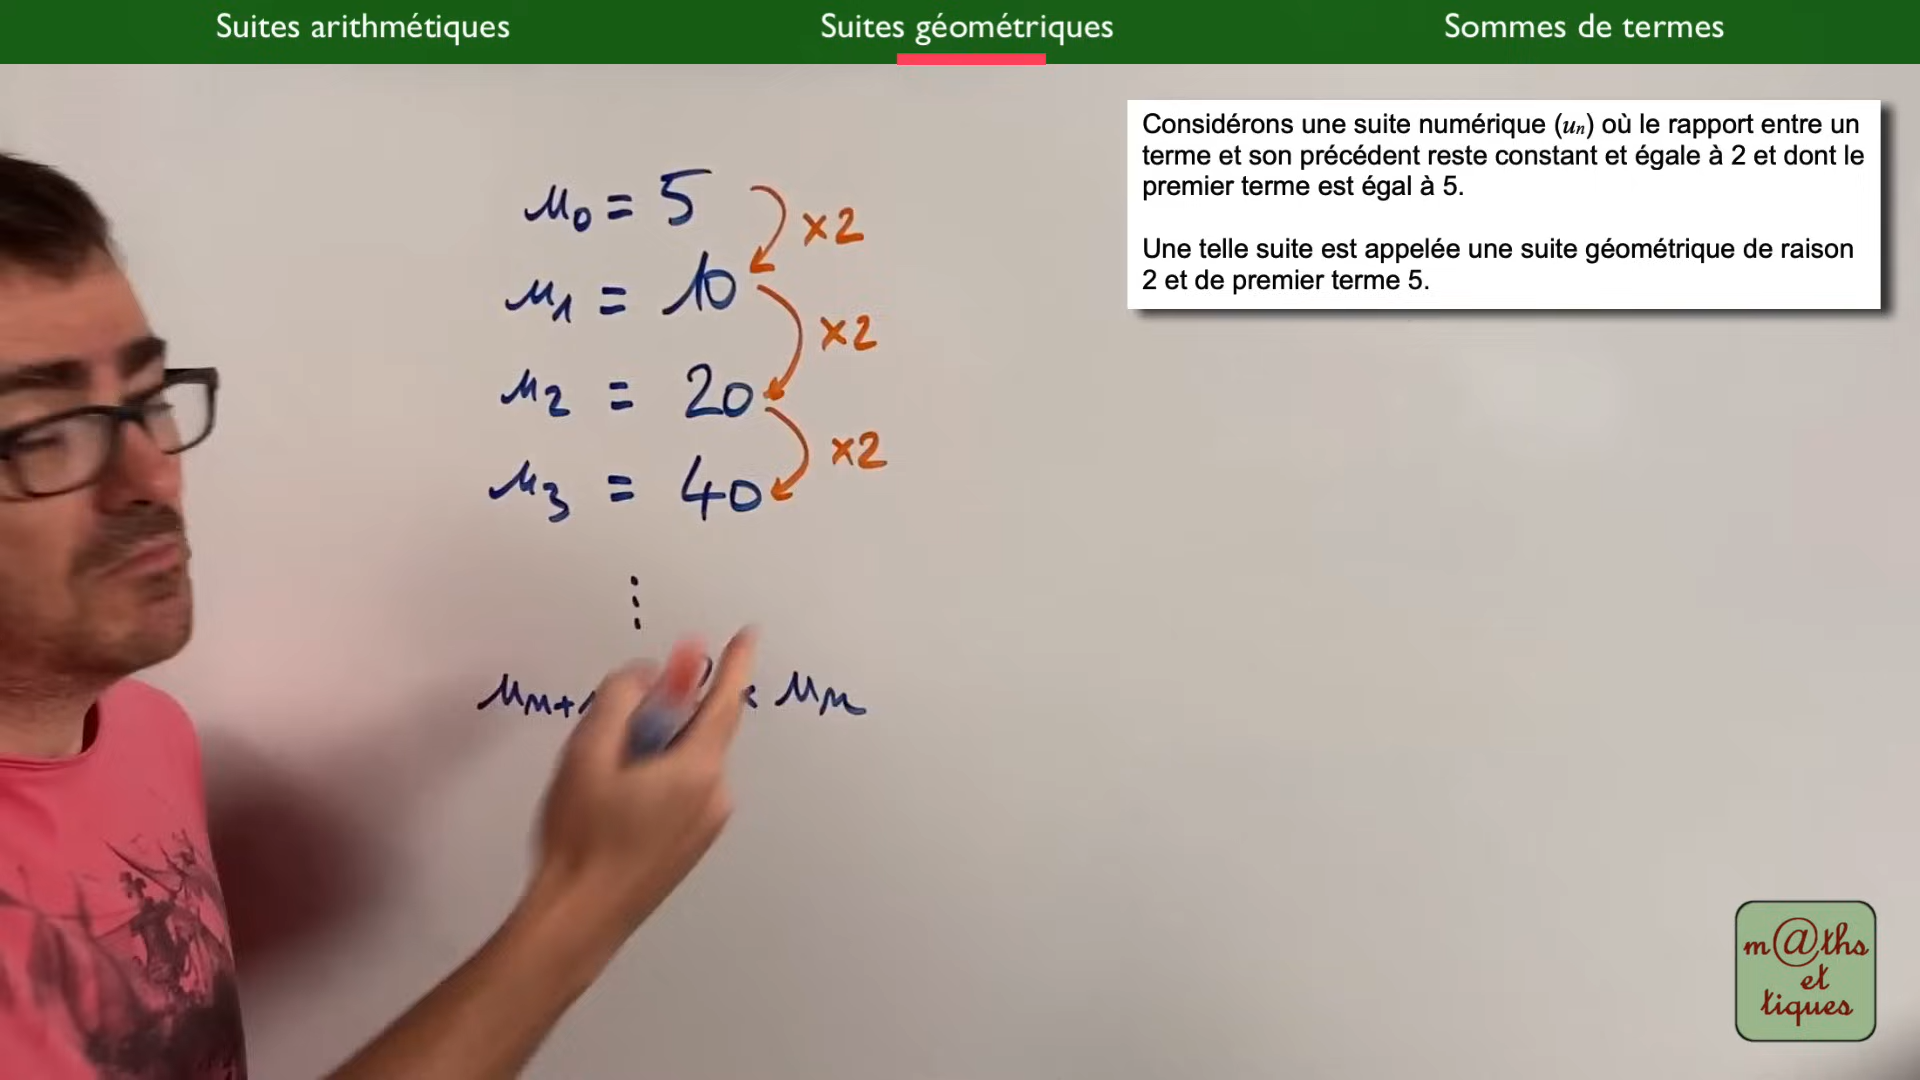 Suites arithmétiques
Suites géométriques
Sommes de termes
Considérons une suite numérique (uₙ) où le rapport entre un
terme et son précédent reste constant et égale à 2 et dont le
premier terme est égal à 5.
Une telle suite est appelée une suite géométrique de raison
2 et de premier terme 5.
u₀ = 5
×2
u₁ = 10
×2
u₂ = 20
×2
u₃ = 40
⋮
× uₙ
m@ths
et
tiques